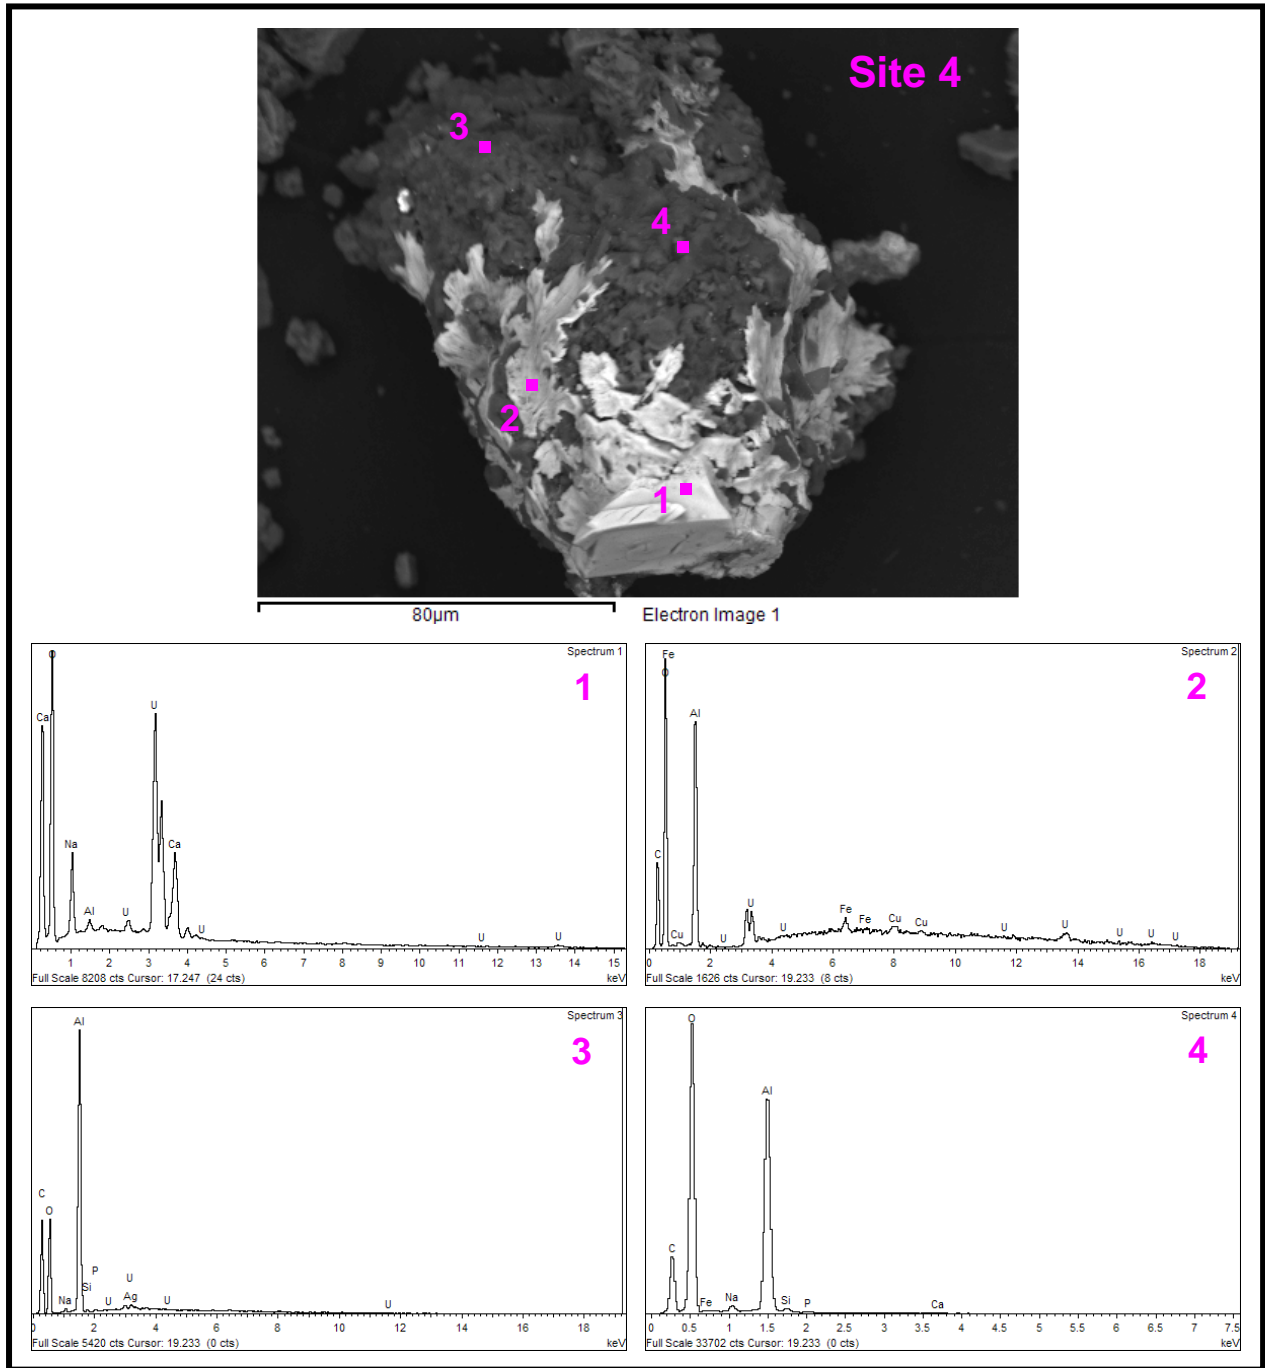 Site 4
3
4
2
1
80µm Electron Image 1
Spectrum 1
1
O
Ca
U
Na
Ca
Al
U
U
U
U
1 2 3 4 5 6 7 8 9 10 11 12 13 14 15
Full Scale 8208 cts Cursor: 17.247 (24 cts) keV
Spectrum 2
2
Fe
O
Al
C
U
Fe
Fe
Cu
Cu
Cu
U
U
U
U
U
U
U
0 2 4 6 8 10 12 14 16 18
Full Scale 1626 cts Cursor: 19.233 (8 cts) keV
Spectrum 3
3
Al
C
O
P
U
Si
Na
U
Ag
U
U
0 2 4 6 8 10 12 14 16 18
Full Scale 5420 cts Cursor: 19.233 (0 cts) keV
Spectrum 4
4
O
Al
C
Fe
Na
Si
P
Ca
0 0.5 1 1.5 2 2.5 3 3.5 4 4.5 5 5.5 6 6.5 7 7.5
Full Scale 33702 cts Cursor: 19.233 (0 cts) keV